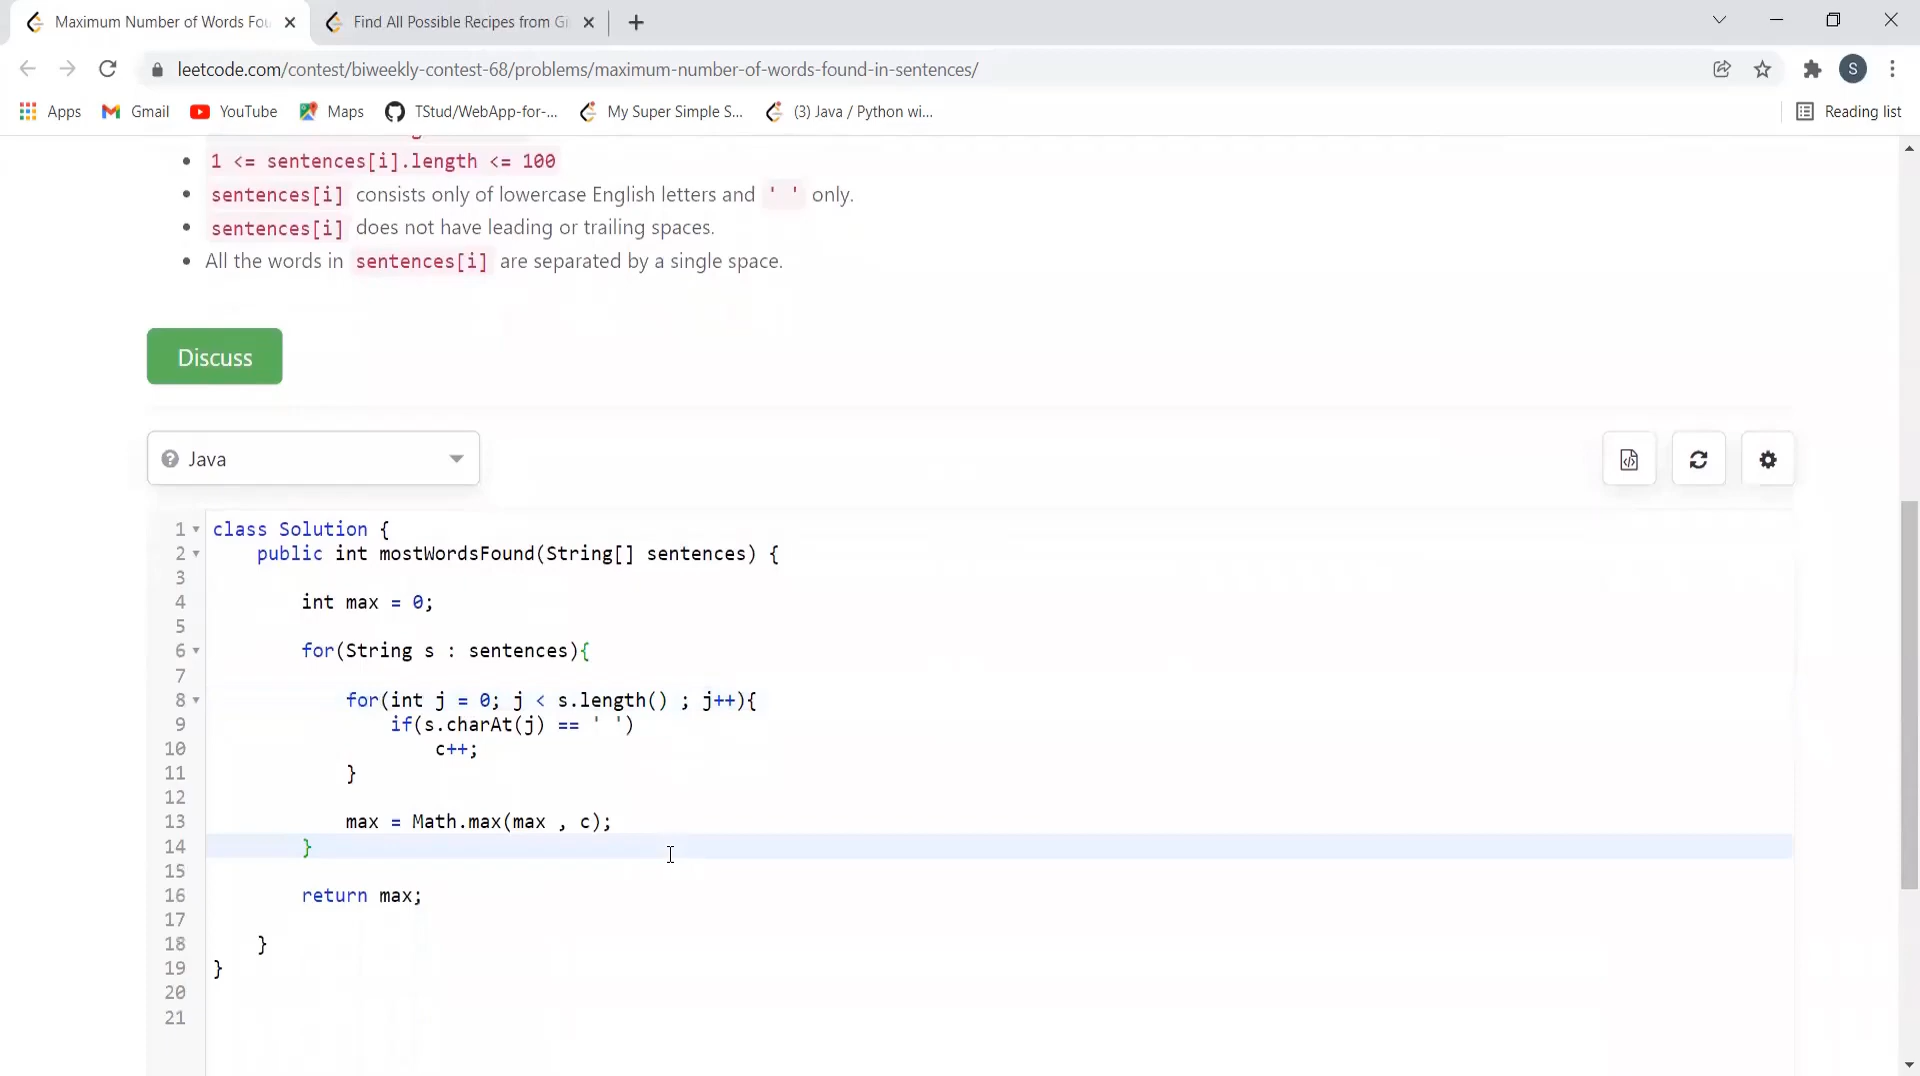 Maximum Number of Words Fou
Find All Possible Recipes from Gi
leetcode.com/contest/biweekly-contest-68/problems/maximum-number-of-words-found-in-sentences/
S
Apps
Gmail
YouTube
Maps
TStud/WebApp-for-...
My Super Simple S...
(3) Java / Python wi...
Reading list
1 <= sentences[i].length <= 100
sentences[i] consists only of lowercase English letters and ' ' only.
sentences[i] does not have leading or trailing spaces.
All the words in sentences[i] are separated by a single space.
Discuss
Java
1 class Solution {
2 public int mostWordsFound(String[] sentences) {
3
4 int max = 0;
5
6 for(String s : sentences){
7
8 for(int j = 0; j < s.length() ; j++){
9 if(s.charAt(j) == ' ')
10 c++;
11 }
12
13 max = Math.max(max , c);
14 }
15
16 return max;
17
18 }
19 }
20
21